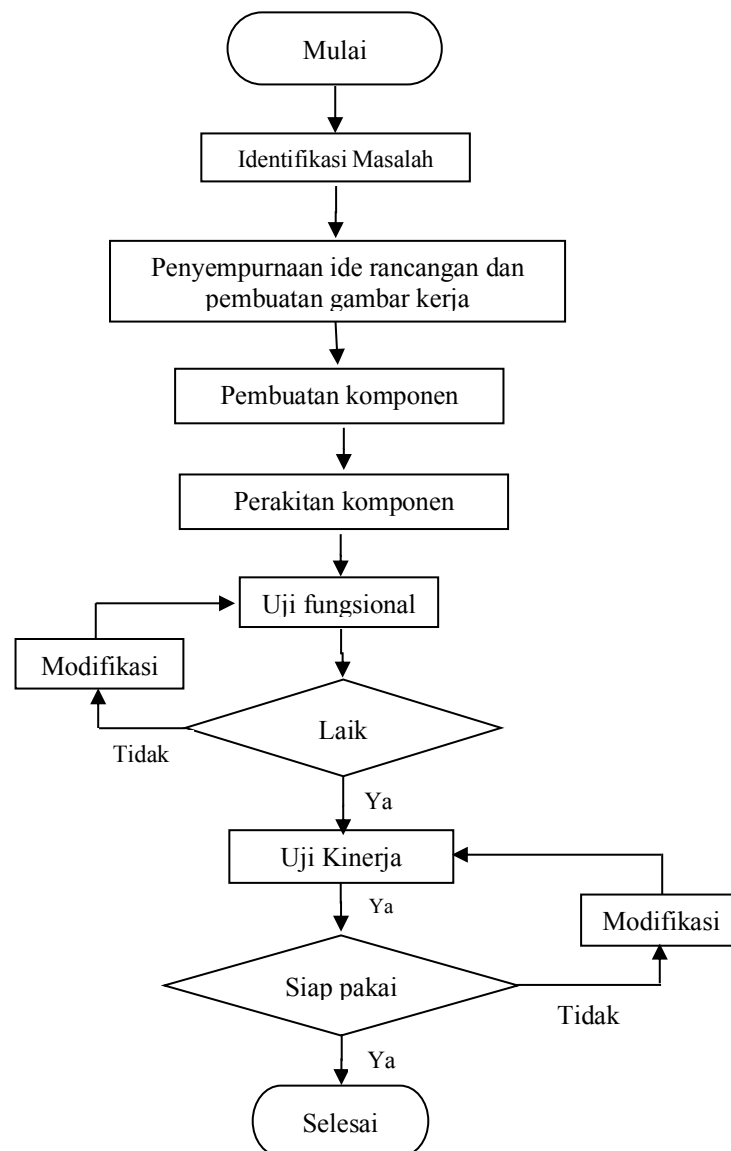 Mulai
Identifikasi Masalah
Penyempurnaan ide rancangan dan
pembuatan gambar kerja
Pembuatan komponen
Perakitan komponen
Uji fungsional
Modifikasi
Laik
Tidak
Ya
Uji Kinerja
Ya
Modifikasi
Siap pakai
Tidak
Ya
Selesai